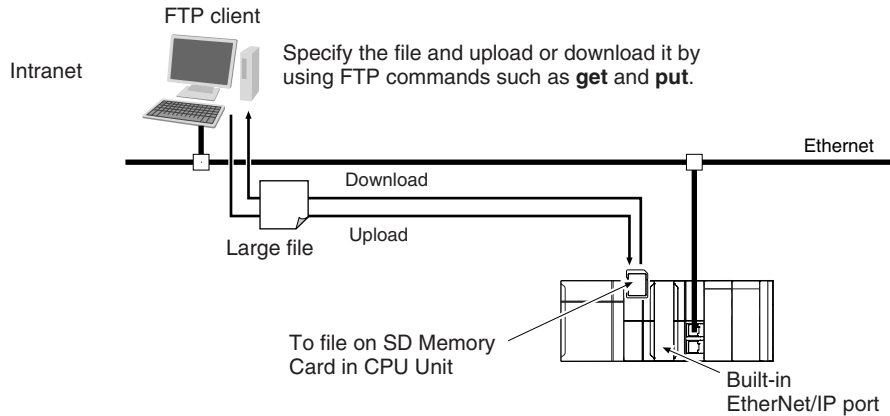 FTP client
Specify the file and upload or download it by
using FTP commands such as get and put.
Intranet
Ethernet
Download
Upload
Large file
To file on SD Memory
Card in CPU Unit
Built-in
EtherNet/IP port